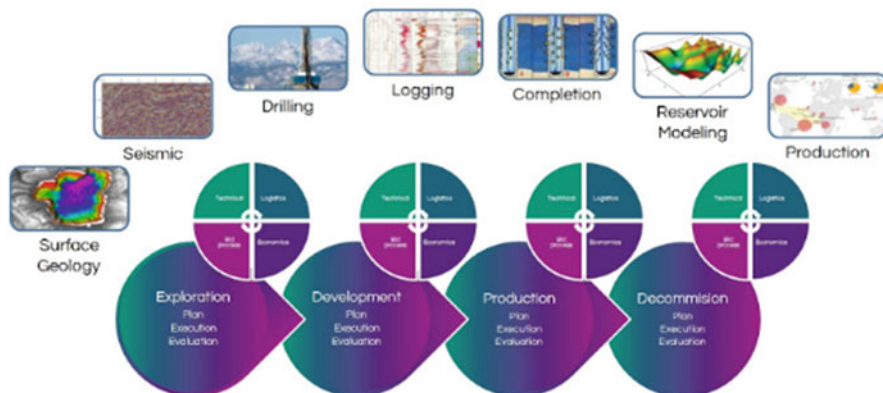 Drilling
Logging
Completion
Reservoir
Modeling
Seismic
Production
Surface
Geology
Technical
Logistics
Economics
Technical
Logistics
Economics
Technical
Logistics
Economics
Technical
Logistics
Economics
Exploration
Plan
Execution
Evaluation
Development
Plan
Execution
Evaluation
Production
Plan
Execution
Evaluation
Decommision
Plan
Execution
Evaluation